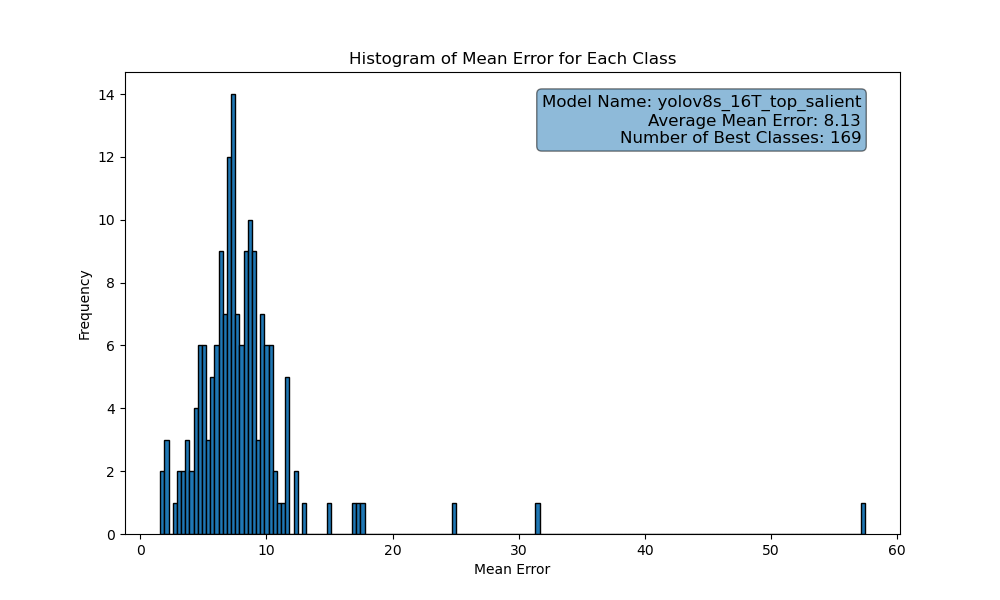 Histogram of Mean Error for Each Class
Model Name: yolov8s_16T_top_salient
Average Mean Error: 8.13
Number of Best Classes: 169
14
12
10
8
6
4
2
0
Frequency
0 10 20 30 40 50 60
Mean Error